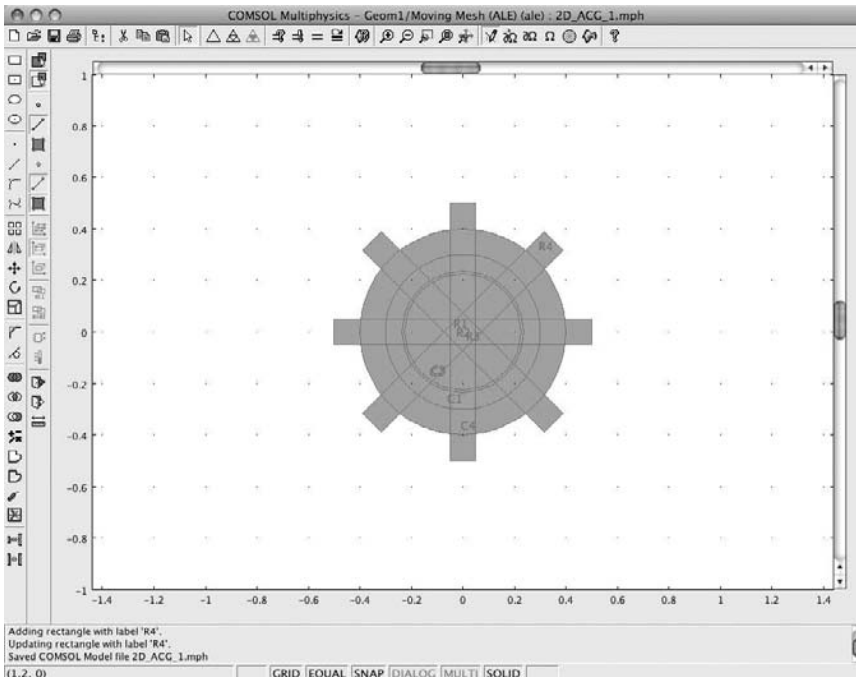 COMSOL Multiphysics – Geom1/Moving Mesh (ALE) (ale) : 2D_ACG_1.mph
1
0.8
0.6
0.4
0.2
0
-0.2
-0.4
-0.6
-0.8
-1
R4
R1
R3
C1
C4
-1.4 -1.2 -1 -0.8 -0.6 -0.4 -0.2 0 0.2 0.4 0.6 0.8 1 1.2 1.4
Adding rectangle with label 'R4'.
Updating rectangle with label 'R4'.
Saved COMSOL Model file 2D_ACG_1.mph
(1.2, 0) GRID EQUAL SNAP DIALOG MULTI SOLID